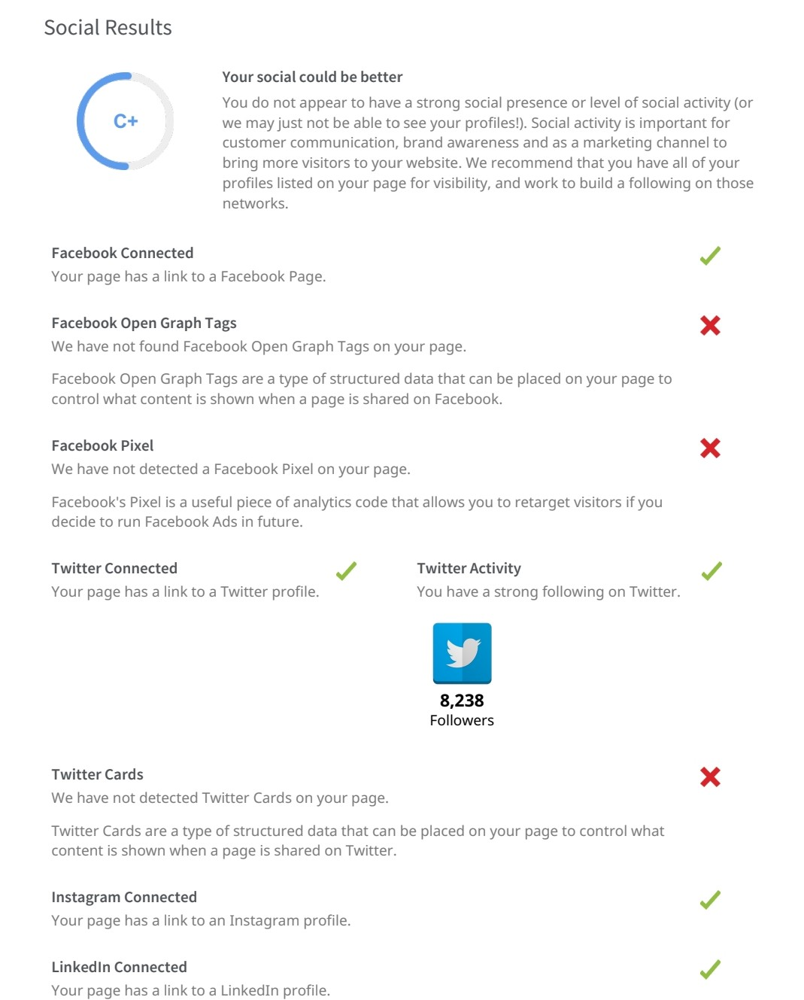 Social Results
C+
Your social could be better
You do not appear to have a strong social presence or level of social activity (or
we may just not be able to see your profiles!). Social activity is important for
customer communication, brand awareness and as a marketing channel to
bring more visitors to your website. We recommend that you have all of your
profiles listed on your page for visibility, and work to build a following on those
networks.
Facebook Connected
Your page has a link to a Facebook Page.
Facebook Open Graph Tags
We have not found Facebook Open Graph Tags on your page.
Facebook Open Graph Tags are a type of structured data that can be placed on your page to
control what content is shown when a page is shared on Facebook.
Facebook Pixel
We have not detected a Facebook Pixel on your page.
Facebook's Pixel is a useful piece of analytics code that allows you to retarget visitors if you
decide to run Facebook Ads in future.
Twitter Connected
Your page has a link to a Twitter profile.
Twitter Activity
You have a strong following on Twitter.
8,238
Followers
Twitter Cards
We have not detected Twitter Cards on your page.
Twitter Cards are a type of structured data that can be placed on your page to control what
content is shown when a page is shared on Twitter.
Instagram Connected
Your page has a link to an Instagram profile.
LinkedIn Connected
Your page has a link to a LinkedIn profile.